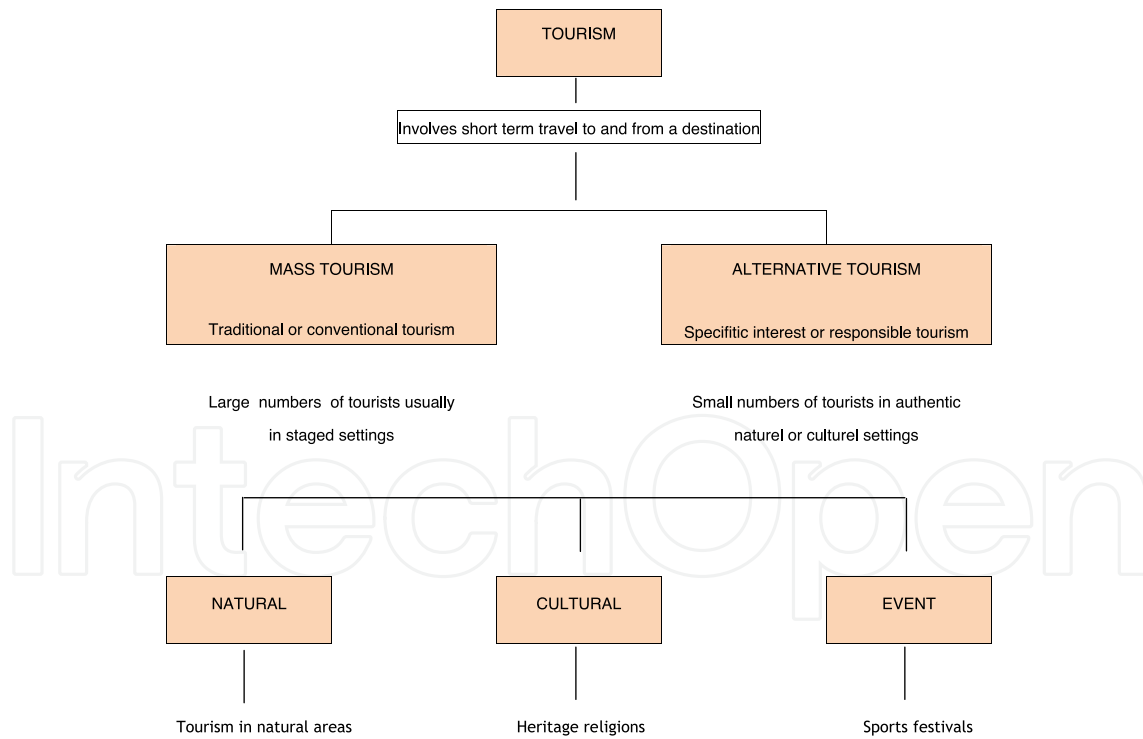 TOURISM
Involves short term travel to and from a destination
MASS TOURISM
Traditional or conventional tourism
ALTERNATIVE TOURISM
Specifitic interest or responsible tourism
Large numbers of tourists usually
in staged settings
Small numbers of tourists in authentic
naturel or culturel settings
IntechOpen
NATURAL
CULTURAL
EVENT
Tourism in natural areas
Heritage religions
Sports festivals